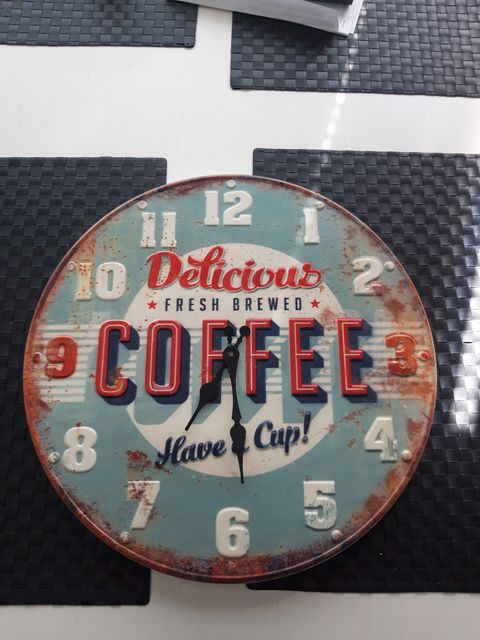 12
11 1
10 2
Delicious
FRESH BREWED
COFFEE
9 3
Have a Cup!
8 4
7 5
6